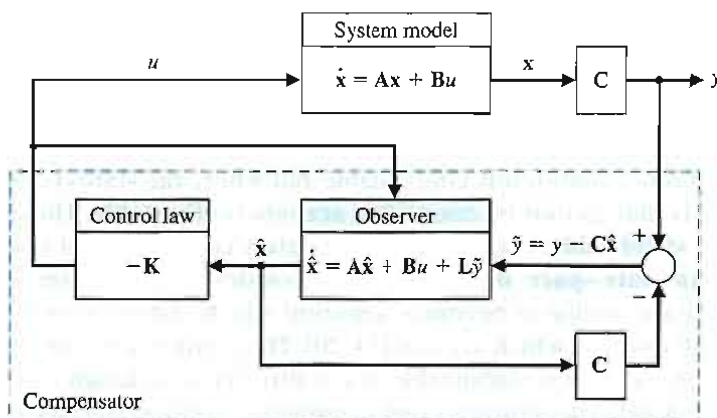 System model
u
ẋ = Ax + Bu
x
C
y
Control law
−K
x̂
Observer
x̂̇ = Ax̂ + Bu + Lỹ
ỹ = y Cx̂
+
−
C
Compensator